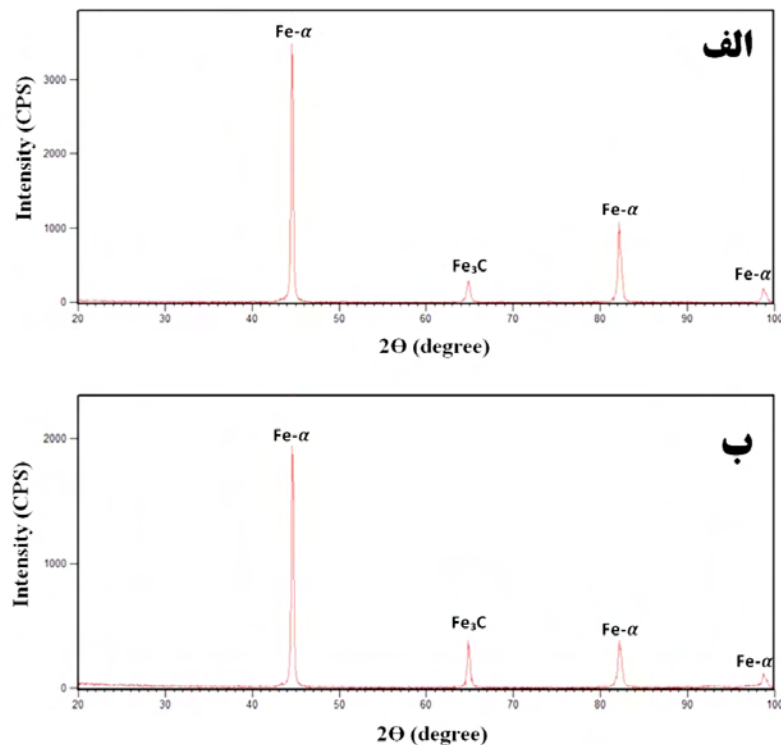 Fe-α
الف
3000
Fe-α
2000
Intensity (CPS)
1000
Fe₃C
Fe-α
0
20 30 40 50 60 70 80 90 100
2Θ (degree)
Fe-α
ب
2000
Intensity (CPS)
1000
Fe₃C
Fe-α
Fe-α
0
20 30 40 50 60 70 80 90 100
2Θ (degree)